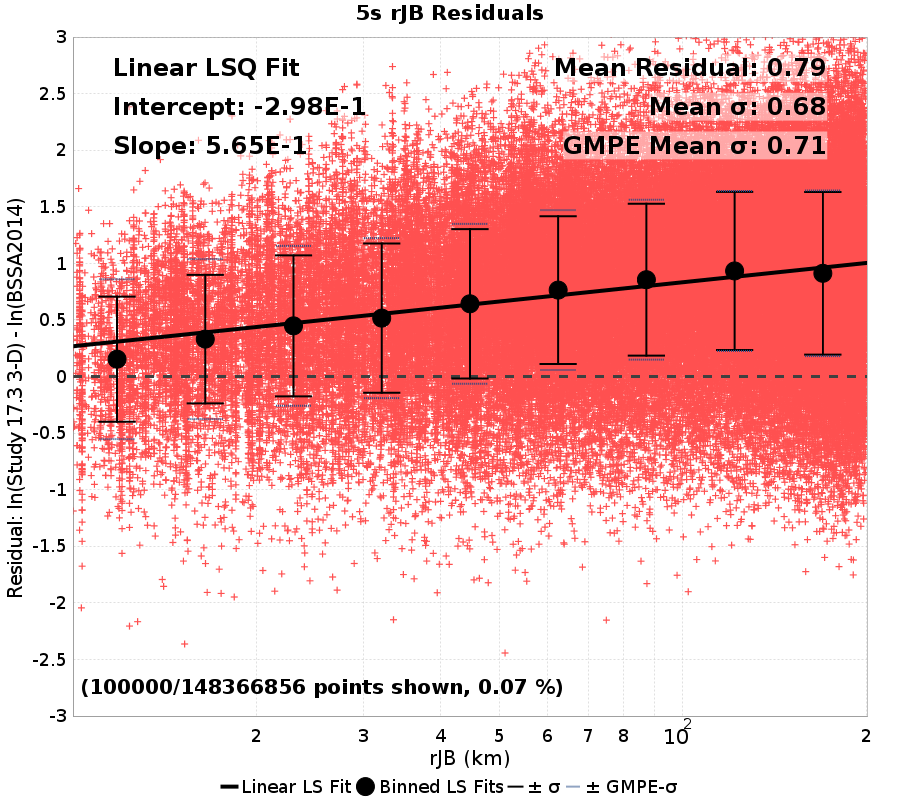 5s rJB Residuals
Linear LSQ Fit
Intercept: -2.98E-1
Slope: 5.65E-1
Mean Residual: 0.79
Mean σ: 0.68
GMPE Mean σ: 0.71
Residual: ln(Study 17.3 3-D) - ln(BSSA2014)
3
2.5
2
1.5
1
0.5
0
-0.5
-1
-1.5
-2
-2.5
-3
(100000/148366856 points shown, 0.07 %)
2 3 4 5 6 7 8 10² 2
rJB (km)
Linear LS Fit Binned LS Fits ± σ ± GMPE-σ